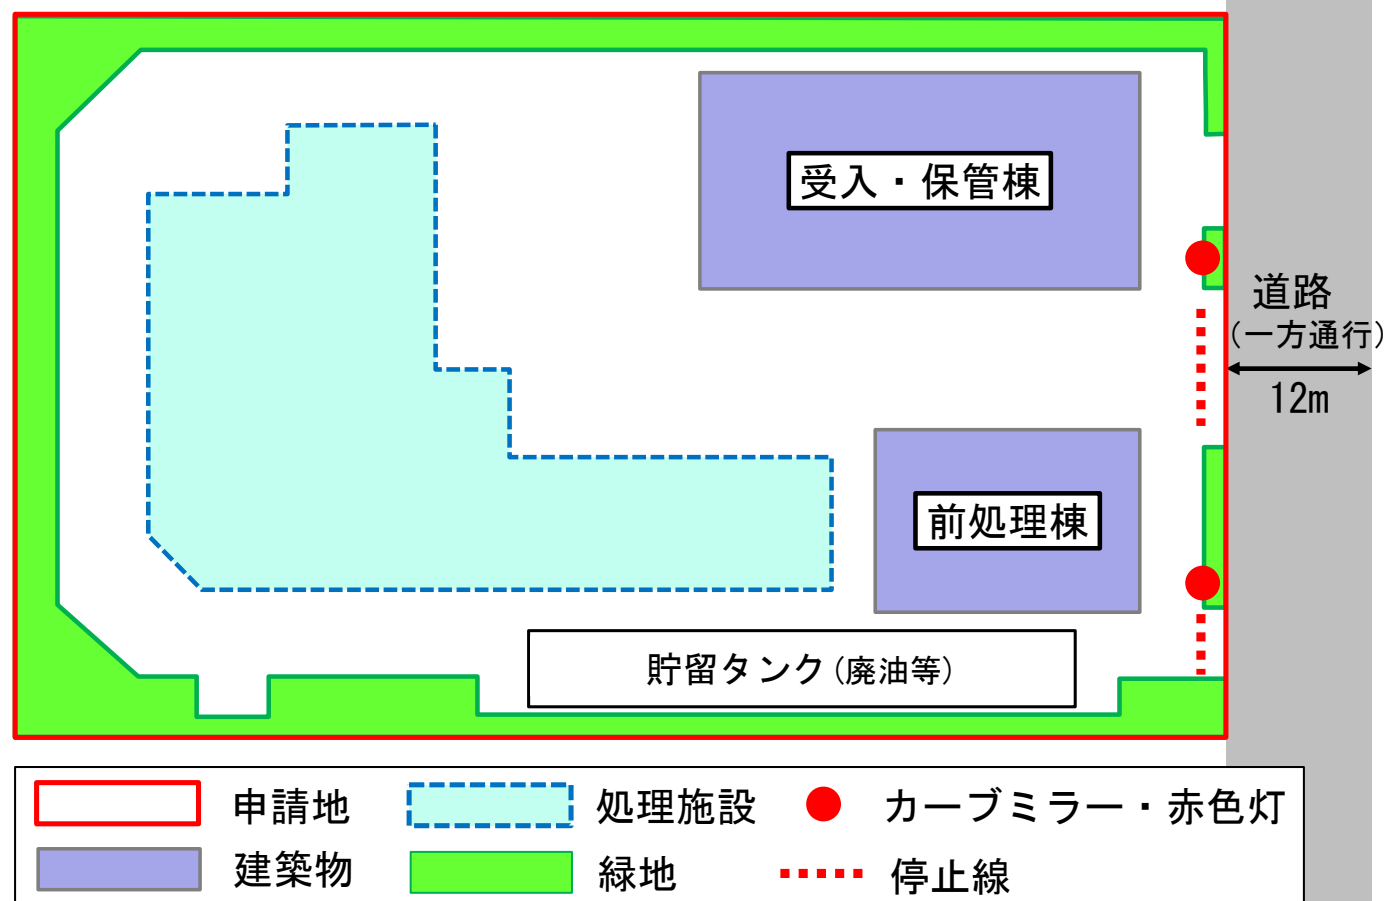 受入・保管棟
道路
(一方通行)
12m
前処理棟
貯留タンク(廃油等)
申請地
処理施設
カーブミラー・赤色灯
建築物
緑地
停止線